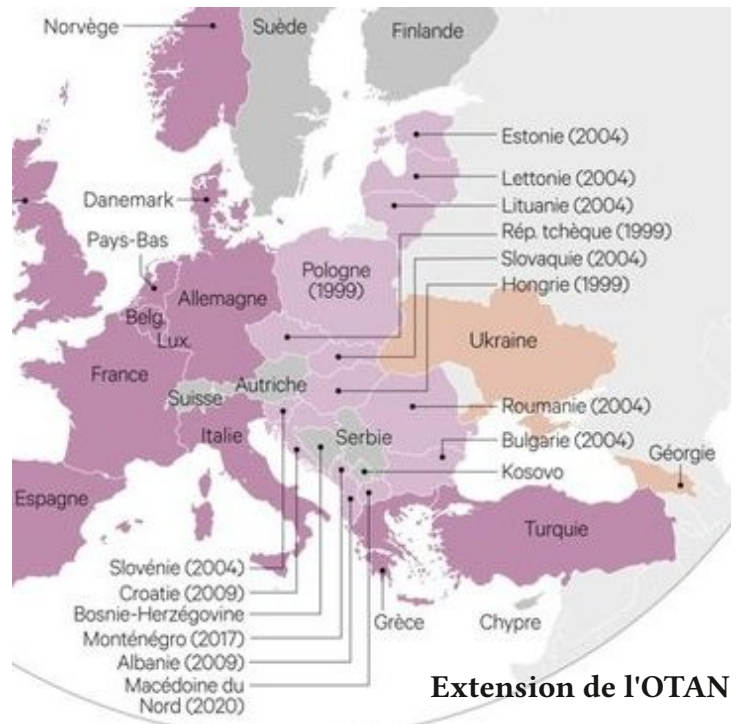 Norvège
Suède
Finlande
Estonie (2004)
Lettonie (2004)
Danemark
Lituanie (2004)
Rép. tchèque (1999)
Pays-Bas
Slovaquie (2004)
Pologne
(1999)
Hongrie (1999)
Allemagne
Belg.
Lux.
Ukraine
France
Autriche
Suisse
Roumanie (2004)
Italie
Serbie
Bulgarie (2004)
Géorgie
Kosovo
Espagne
Turquie
Slovénie (2004)
Croatie (2009)
Bosnie-Herzégovine
Grèce
Chypre
Monténégro (2017)
Albanie (2009)
Macédoine du
Nord (2020)
Extension de l'OTAN